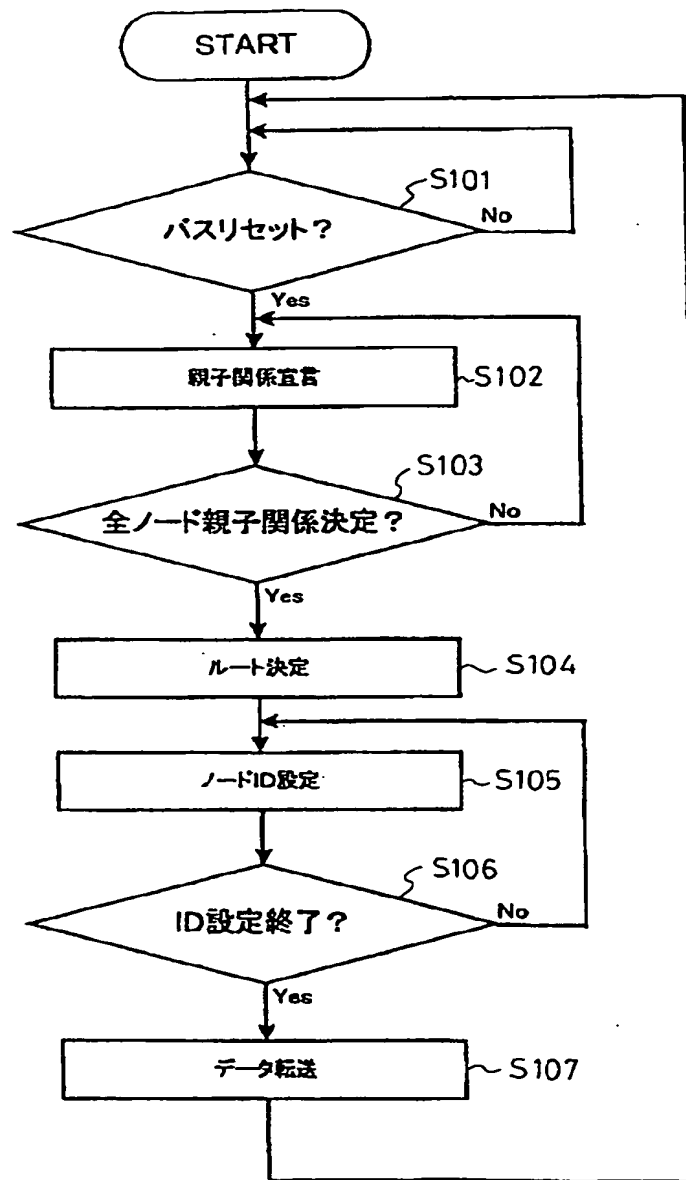 START
S101
バスリセット?
No
Yes
親子関係宣言
S102
S103
全ノード親子関係決定?
No
Yes
ルート決定
S104
ノードID設定
S105
S106
ID設定終了?
No
Yes
データ転送
S107